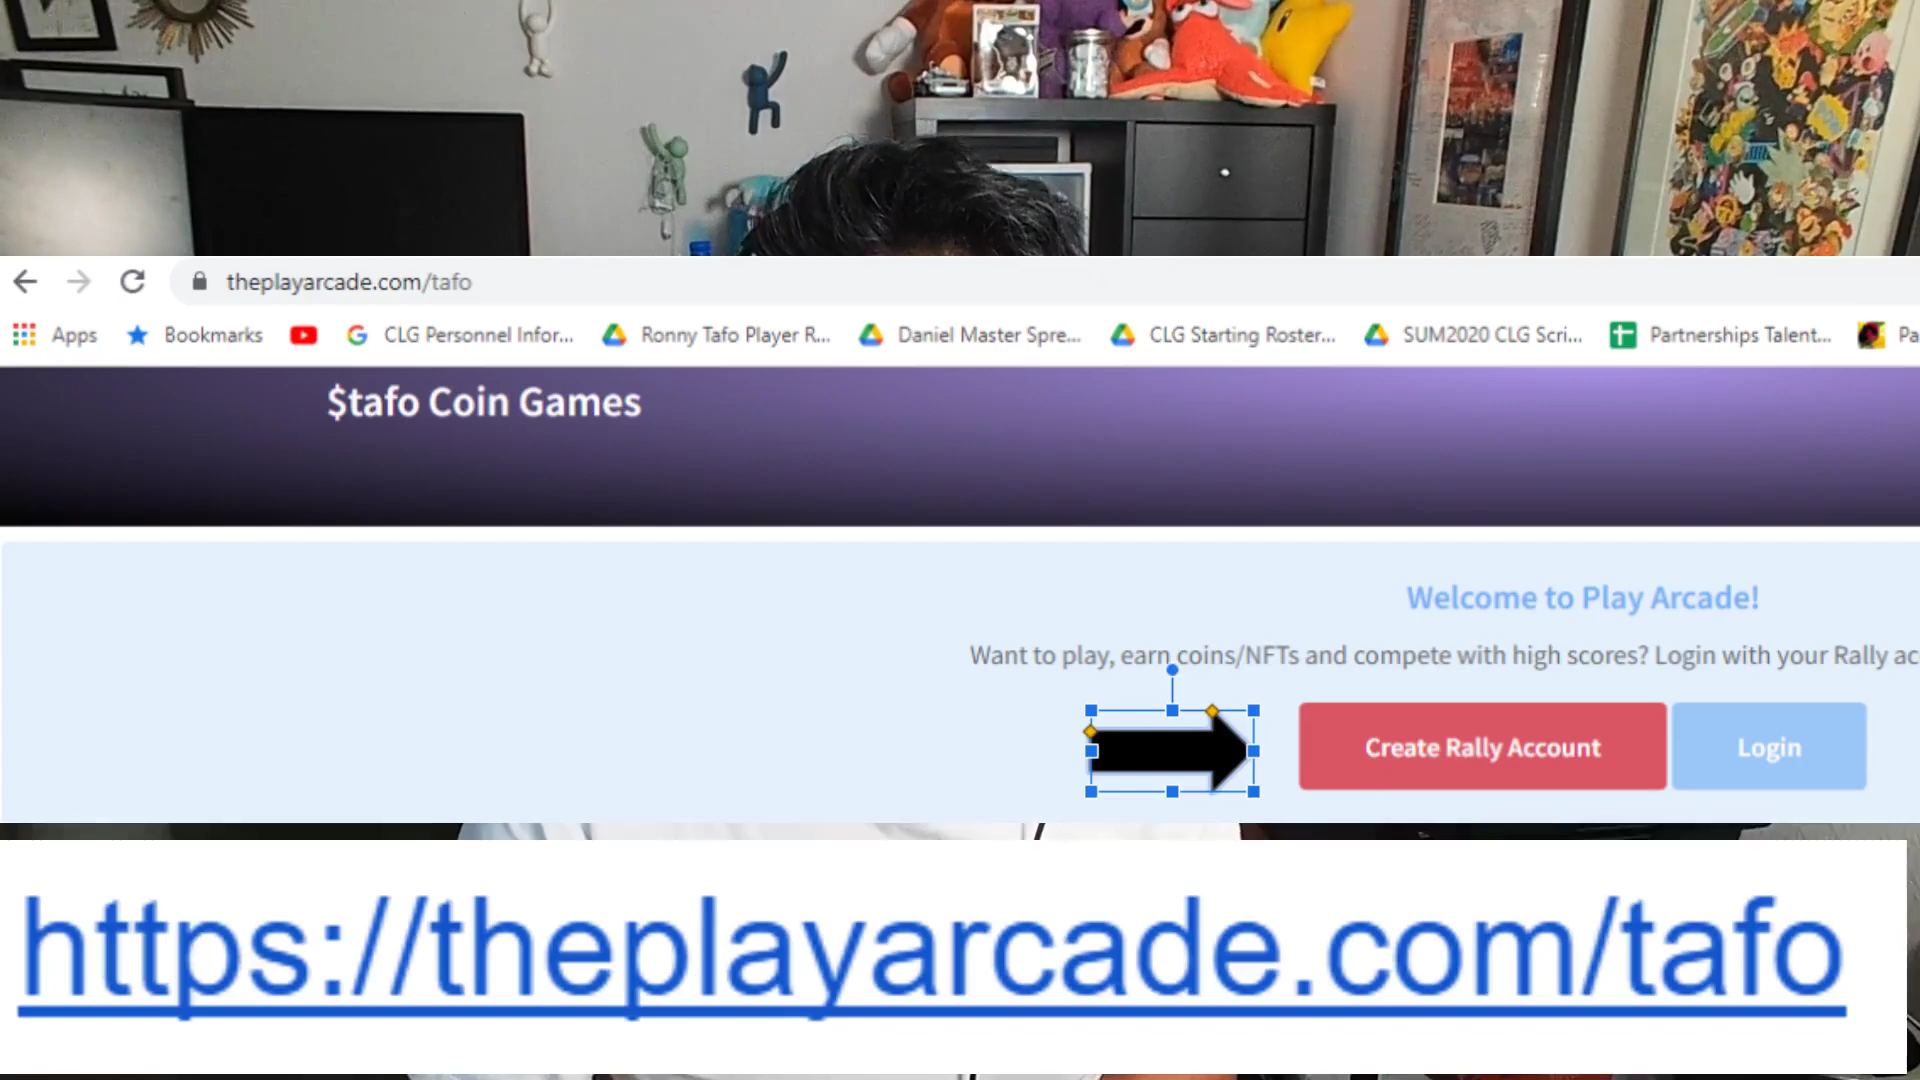 theplayarcade.com/tafo
Apps Bookmarks CLG Personnel Infor... Ronny Tafo Player R... Daniel Master Spre... CLG Starting Roster... SUM2020 CLG Scri... Partnerships Talent... Pa
$tafo Coin Games
Welcome to Play Arcade!
Want to play, earn coins/NFTs and compete with high scores? Login with your Rally ac
Create Rally Account Login
https://theplayarcade.com/tafo